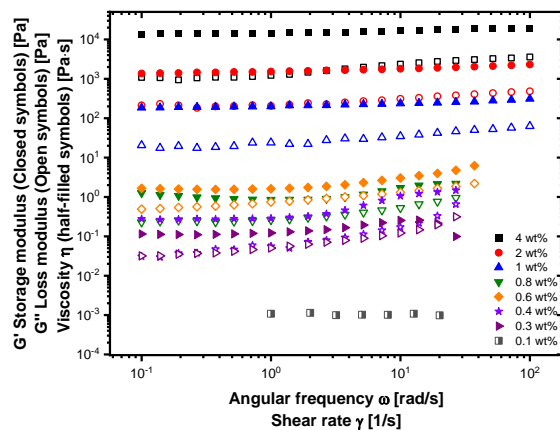 G' Storage modulus (Closed symbols) [Pa]
G" Loss modulus (Open symbols) [Pa]
Viscosity η (half-filled symbols) [Pa·s]
10⁴
10³
10²
10¹
10⁰
10⁻¹
10⁻²
10⁻³
10⁻⁴
4 wt%
2 wt%
1 wt%
0.8 wt%
0.6 wt%
0.4 wt%
0.3 wt%
0.1 wt%
10⁻¹ 10⁰ 10¹ 10²
Angular frequency ω [rad/s]
Shear rate γ [1/s]